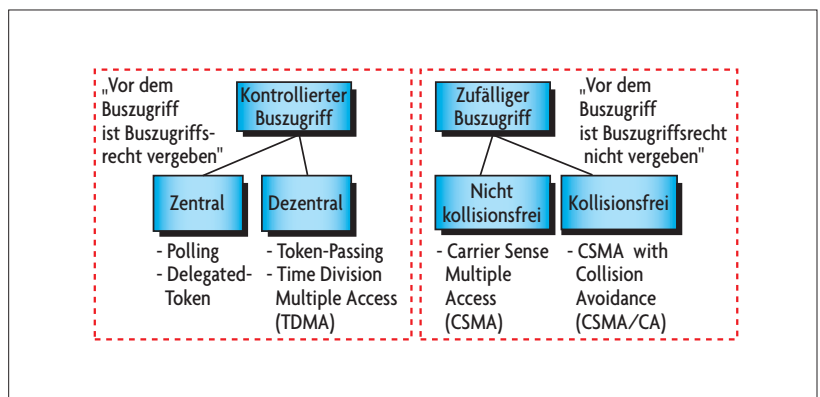 „Vor dem
Buszugriff
ist Buszugriffs-
recht vergeben"
Kontrollierter
Buszugriff
Zentral
- Polling
- Delegated-
Token
Dezentral
- Token-Passing
- Time Division
Multiple Access
(TDMA)
Zufälliger
Buszugriff
„Vor dem
Buszugriff
ist Buszugriffsrecht
nicht vergeben"
Nicht
kollisionsfrei
- Carrier Sense
Multiple
Access
(CSMA)
Kollisionsfrei
- CSMA with
Collision
Avoidance
(CSMA/CA)